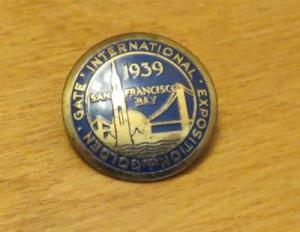 GOLDEN · GATE · INTERNATIONAL · EXPOSITION ·
1939
SAN FRANCISCO
BAY